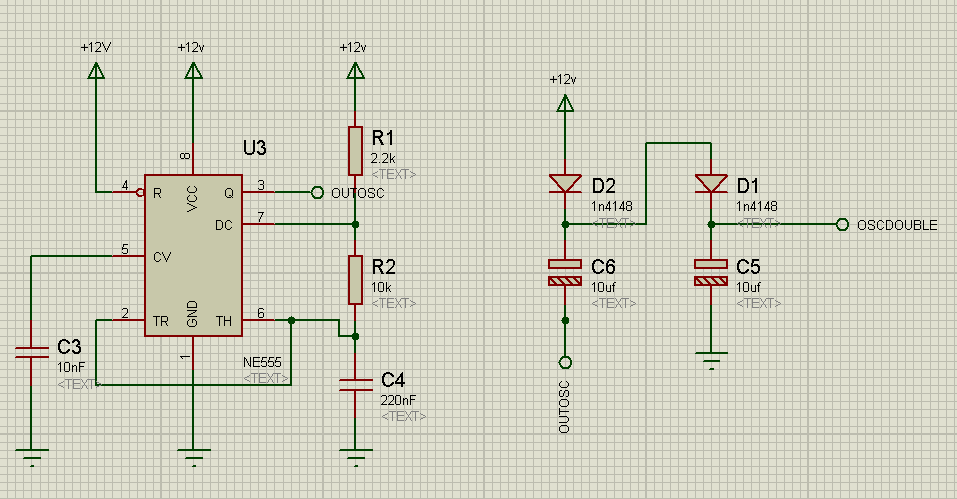 +12V
+12v
+12v
+12v
U3
R1
2.2k
<TEXT>
8
4
R
VCC
Q
3
OUTOSC
D2
1n4148
<TEXT>
D1
1n4148
<TEXT>
DC
7
OSCDOUBLE
5
CV
R2
10k
<TEXT>
C6
10uf
<TEXT>
C5
10uf
<TEXT>
2
TR
GND
TH
6
C3
10nF
<TEXT>
1
NE555
<TEXT>
C4
220nF
<TEXT>
OUTOSC